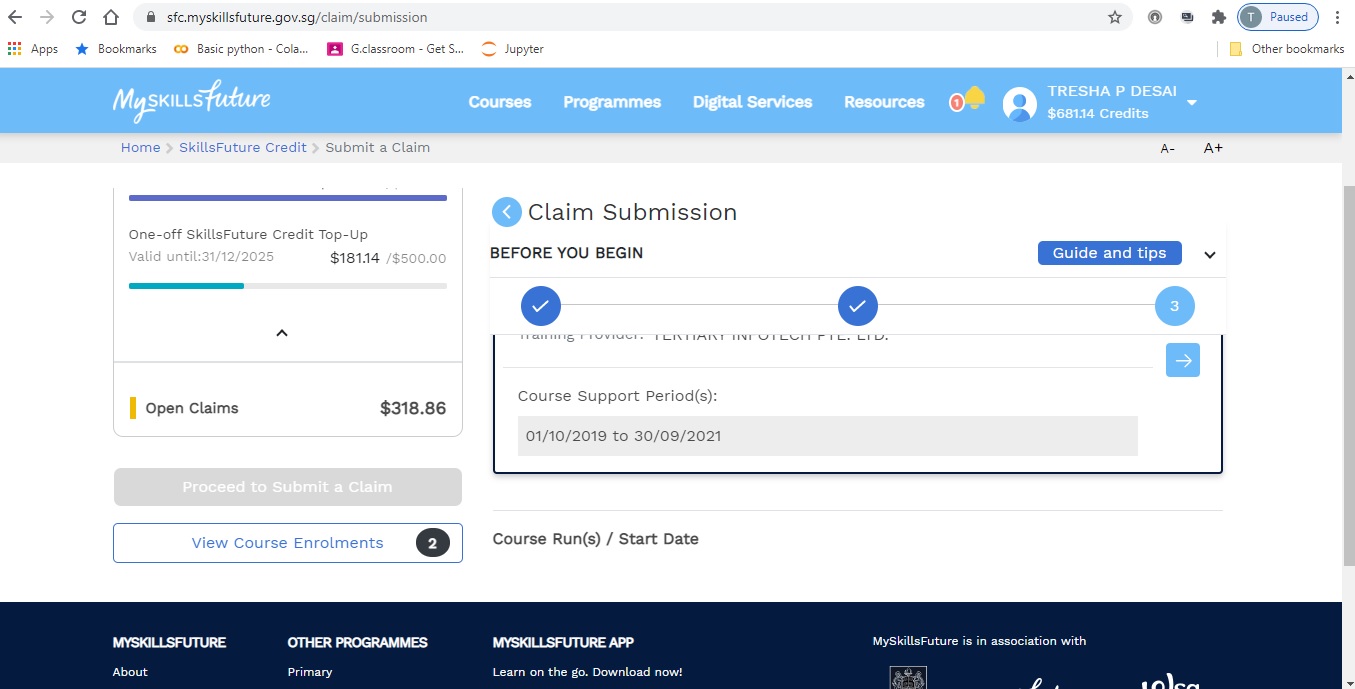 sfc.myskillsfuture.gov.sg/claim/submission
T Paused
Apps Bookmarks Basic python - Cola... G.classroom - Get S... Jupyter Other bookmarks
MySKILLSfuture
Courses Programmes Digital Services Resources
1
TRESHA P DESAI
$681.14 Credits
Home SkillsFuture Credit Submit a Claim
A- A+
One-off SkillsFuture Credit Top-Up
Valid until:31/12/2025 $181.14 /$500.00
Open Claims $318.86
Proceed to Submit a Claim
View Course Enrolments 2
Claim Submission
BEFORE YOU BEGIN Guide and tips
3
Training Provider: TERTIARY INFOTECH PTE. LTD.
Course Support Period(s):
01/10/2019 to 30/09/2021
Course Run(s) / Start Date
MYSKILLSFUTURE
About
OTHER PROGRAMMES
Primary
MYSKILLSFUTURE APP
Learn on the go. Download now!
MySkillsFuture is in association with